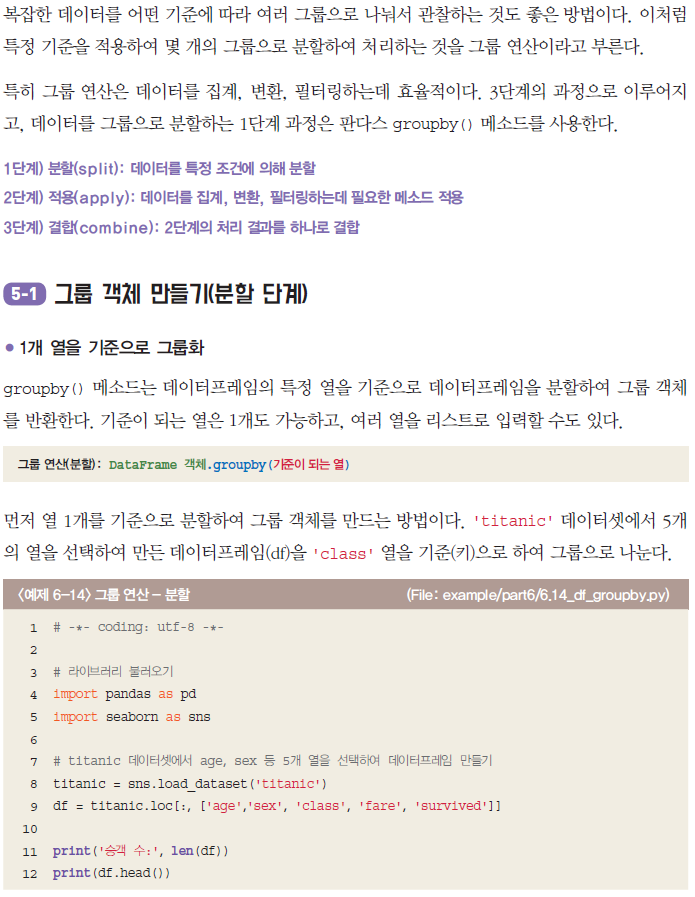 복잡한 데이터를 어떤 기준에 따라 여러 그룹으로 나눠서 관찰하는 것도 좋은 방법이다. 이처럼
특정 기준을 적용하여 몇 개의 그룹으로 분할하여 처리하는 것을 그룹 연산이라고 부른다.
특히 그룹 연산은 데이터를 집계, 변환, 필터링하는데 효율적이다. 3단계의 과정으로 이루어지
고, 데이터를 그룹으로 분할하는 1단계 과정은 판다스 groupby() 메소드를 사용한다.
1단계) 분할(split): 데이터를 특정 조건에 의해 분할
2단계) 적용(apply): 데이터를 집계, 변환, 필터링하는데 필요한 메소드 적용
3단계) 결합(combine): 2단계의 처리 결과를 하나로 결합
5-1 그룹 객체 만들기(분할 단계)
● 1개 열을 기준으로 그룹화
groupby() 메소드는 데이터프레임의 특정 열을 기준으로 데이터프레임을 분할하여 그룹 객체
를 반환한다. 기준이 되는 열은 1개도 가능하고, 여러 열을 리스트로 입력할 수도 있다.
그룹 연산(분할): DataFrame 객체.groupby(기준이 되는 열)
먼저 열 1개를 기준으로 분할하여 그룹 객체를 만드는 방법이다. 'titanic' 데이터셋에서 5개
의 열을 선택하여 만든 데이터프레임(df)을 'class' 열을 기준(키)으로 하여 그룹으로 나눈다.
〈예제 6-14〉 그룹 연산 - 분할 (File: example/part6/6.14_df_groupby.py)
1 # -*- coding: utf-8 -*-
2
3 # 라이브러리 불러오기
4 import pandas as pd
5 import seaborn as sns
6
7 # titanic 데이터셋에서 age, sex 등 5개 열을 선택하여 데이터프레임 만들기
8 titanic = sns.load_dataset('titanic')
9 df = titanic.loc[:, ['age','sex', 'class', 'fare', 'survived']]
10
11 print('승객 수:', len(df))
12 print(df.head())